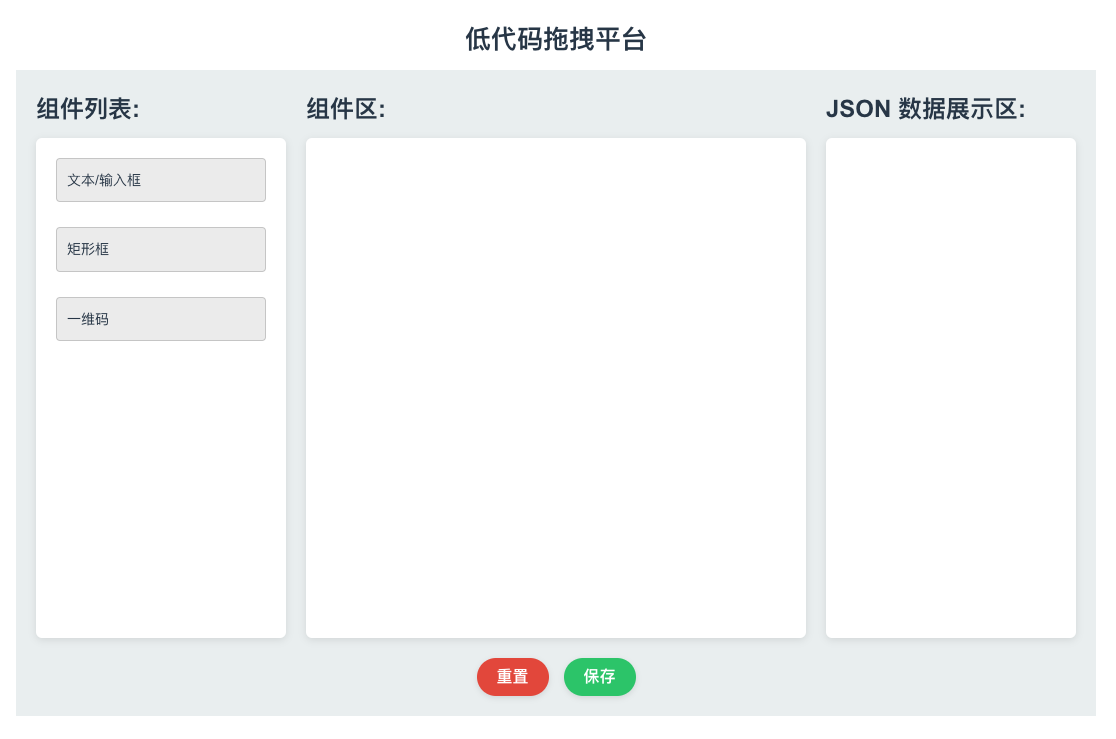 低代码拖拽平台
组件列表:
组件区:
JSON 数据展示区:
文本/输入框
矩形框
一维码
重置
保存